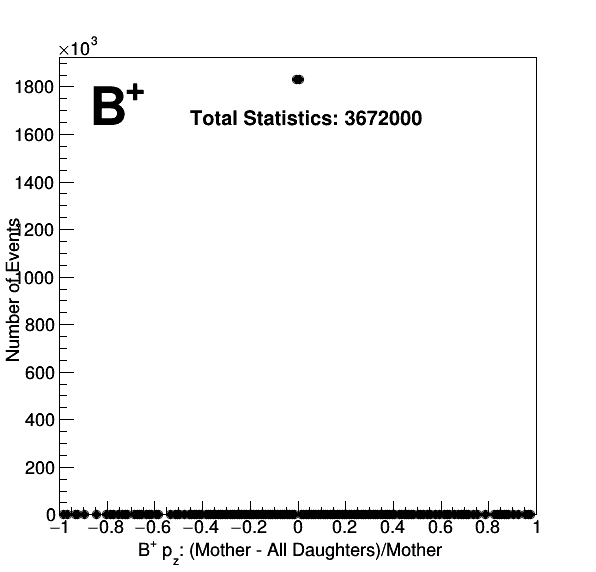 ×10³
1800
1600
1400
1200
1000
800
600
400
200
0
Number of Events
B⁺
Total Statistics: 3672000
−1 −0.8 −0.6 −0.4 −0.2 0 0.2 0.4 0.6 0.8 1
B⁺ p_z: (Mother - All Daughters)/Mother